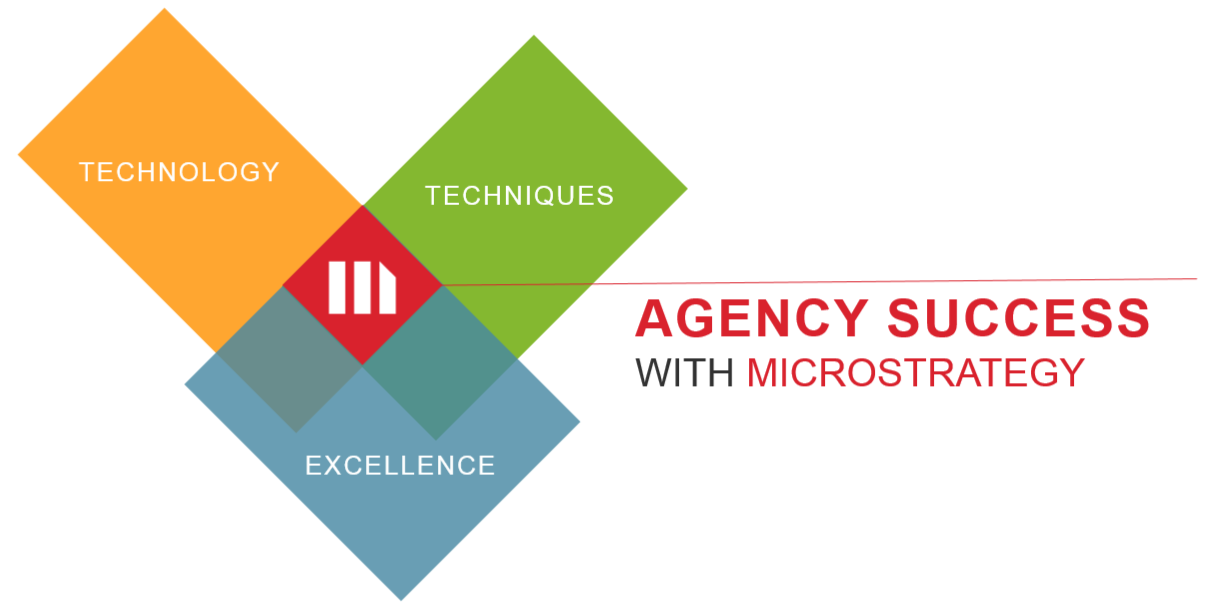 TECHNOLOGY
TECHNIQUES
AGENCY SUCCESS
WITH MICROSTRATEGY
EXCELLENCE